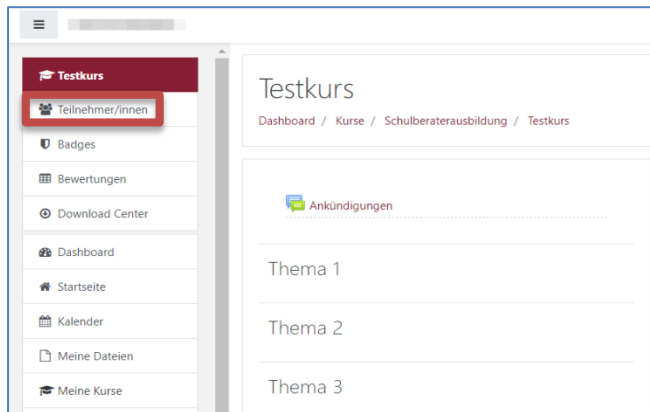 Testkurs
Teilnehmer/innen
Badges
Bewertungen
Download Center
Dashboard
Startseite
Kalender
Meine Dateien
Meine Kurse
Testkurs
Dashboard / Kurse / Schulberaterausbildung / Testkurs
Ankündigungen
Thema 1
Thema 2
Thema 3